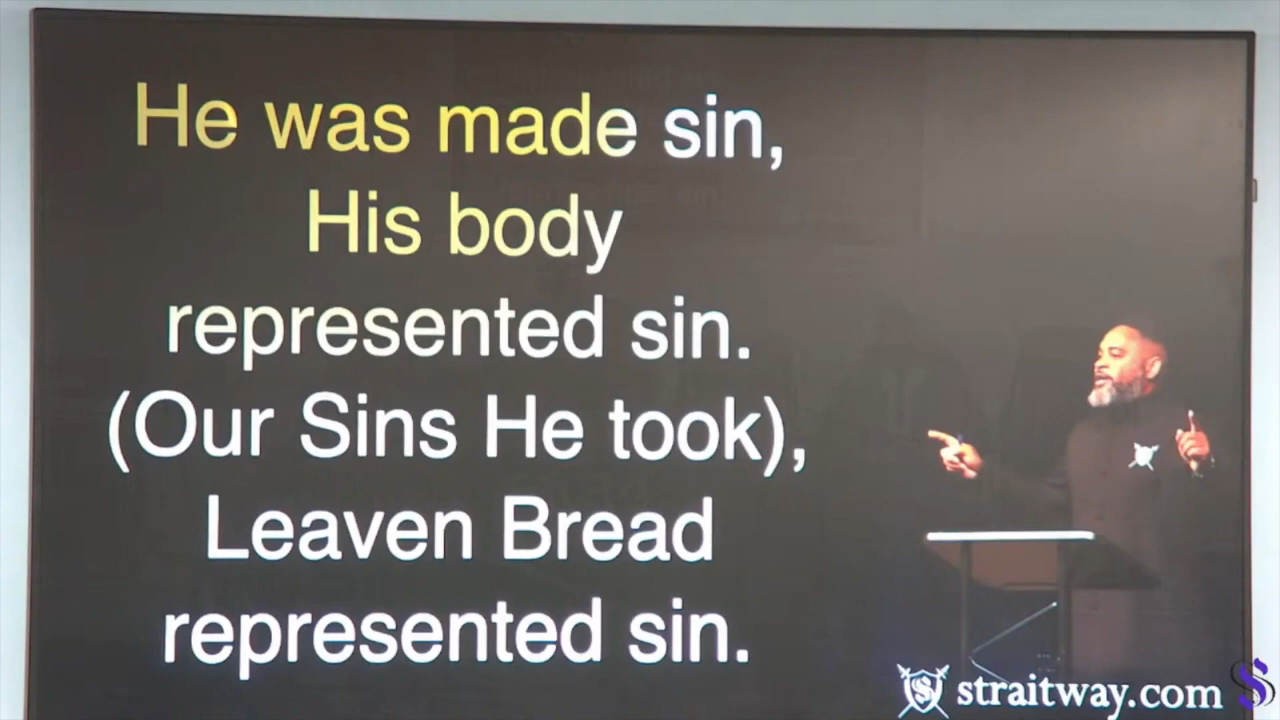 He was made sin,
His body
represented sin.
(Our Sins He took),
Leaven Bread
represented sin.
straitway.com